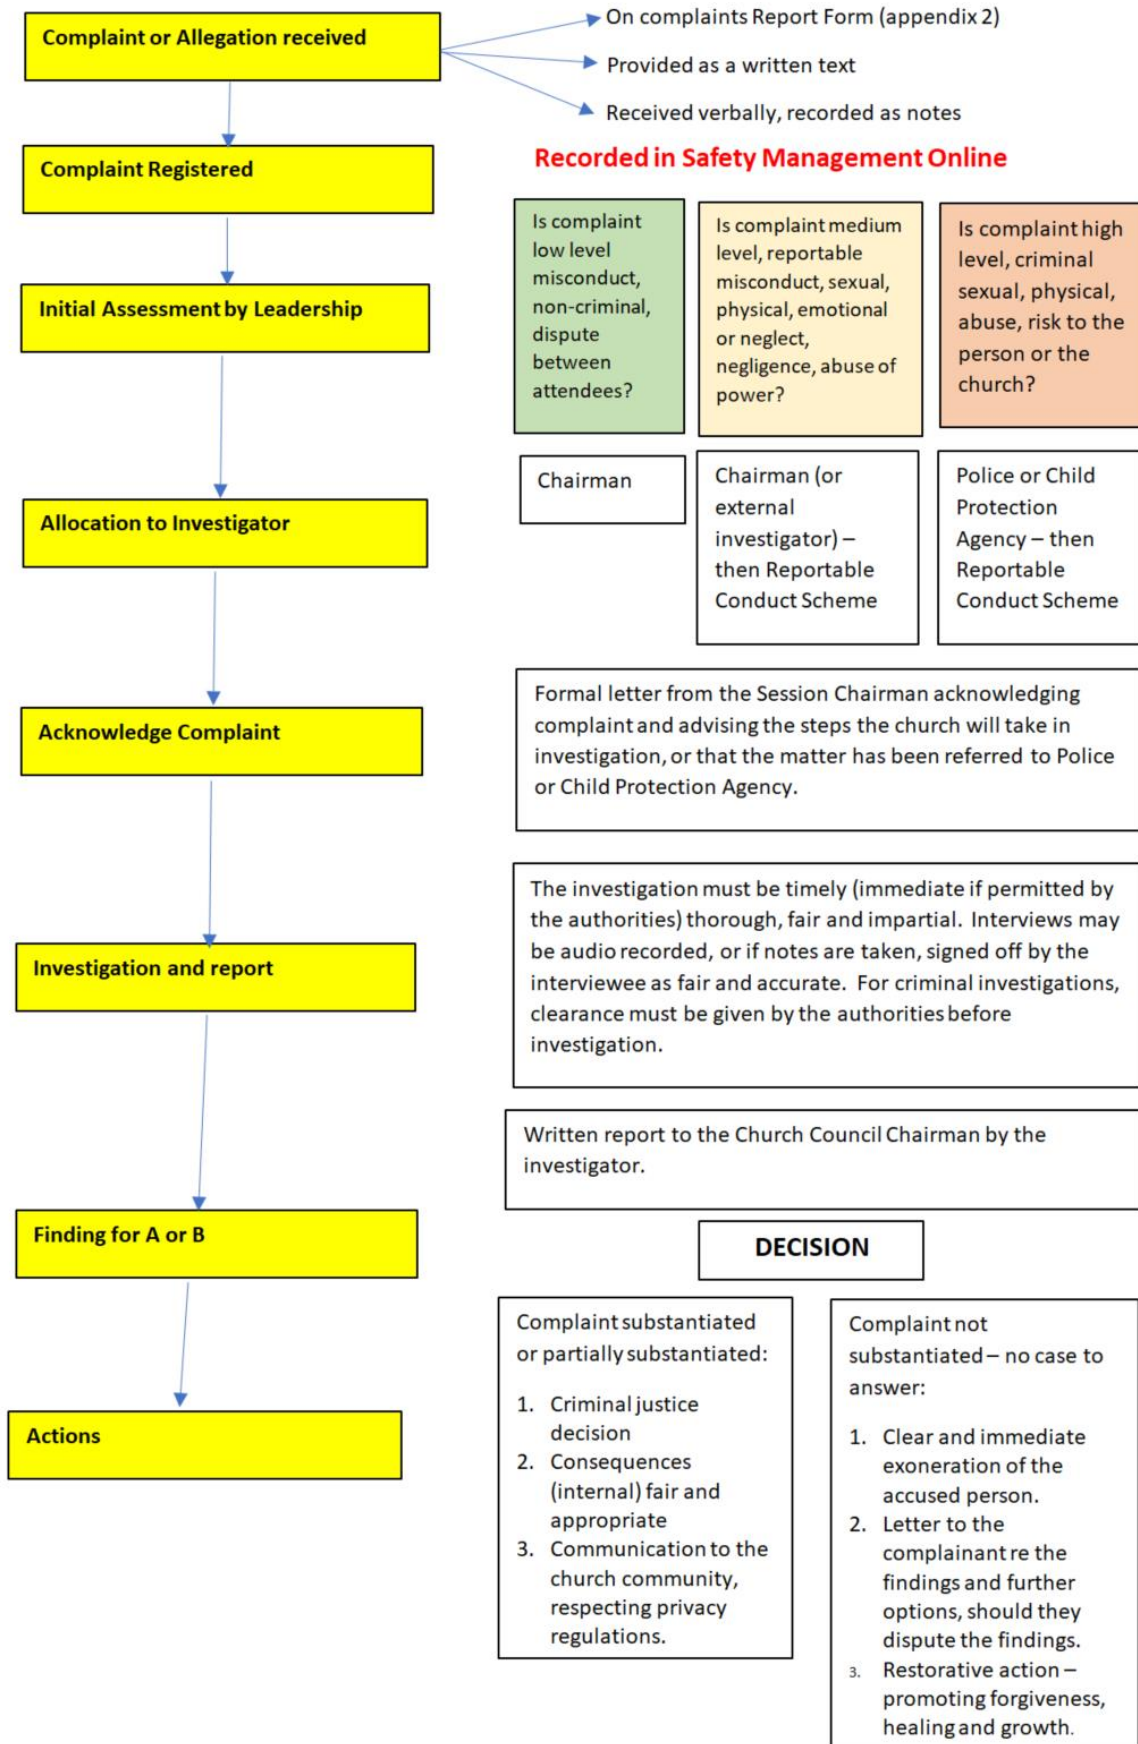 Complaint or Allegation received
On complaints Report Form (appendix 2)
Provided as a written text
Received verbally, recorded as notes
Complaint Registered
Recorded in Safety Management Online
Initial Assessment by Leadership
Is complaint
low level
misconduct,
non-criminal,
dispute
between
attendees?
Is complaint medium
level, reportable
misconduct, sexual,
physical, emotional
or neglect,
negligence, abuse of
power?
Is complaint high
level, criminal
sexual, physical,
abuse, risk to the
person or the
church?
Allocation to Investigator
Chairman
Chairman (or
external
investigator) –
then Reportable
Conduct Scheme
Police or Child
Protection
Agency – then
Reportable
Conduct Scheme
Acknowledge Complaint
Formal letter from the Session Chairman acknowledging
complaint and advising the steps the church will take in
investigation, or that the matter has been referred to Police
or Child Protection Agency.
Investigation and report
The investigation must be timely (immediate if permitted by
the authorities) thorough, fair and impartial. Interviews may
be audio recorded, or if notes are taken, signed off by the
interviewee as fair and accurate. For criminal investigations,
clearance must be given by the authorities before
investigation.
Written report to the Church Council Chairman by the
investigator.
Finding for A or B
DECISION
Complaint substantiated
or partially substantiated:
1. Criminal justice
decision
2. Consequences
(internal) fair and
appropriate
3. Communication to the
church community,
respecting privacy
regulations.
Complaint not
substantiated – no case to
answer:
1. Clear and immediate
exoneration of the
accused person.
2. Letter to the
complainant re the
findings and further
options, should they
dispute the findings.
3. Restorative action –
promoting forgiveness,
healing and growth.
Actions